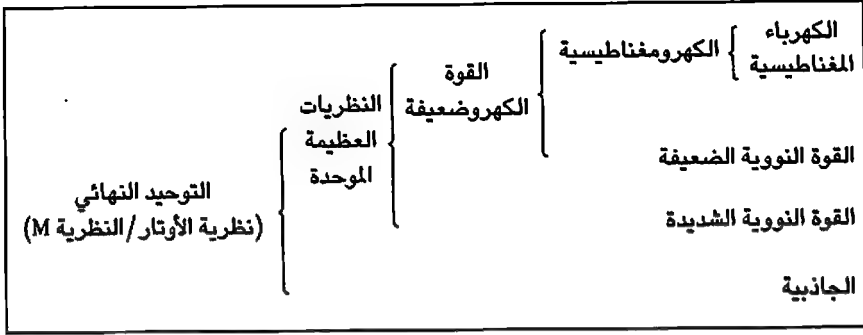 الكهرباء
المغناطيسية
الكهرومغناطيسية
القوة
الكهروضعيفة
النظريات
العظيمة
الموحدة
القوة النووية الضعيفة
التوحيد النهائي
(نظرية الأوتار/النظرية M)
القوة النووية الشديدة
الجاذبية